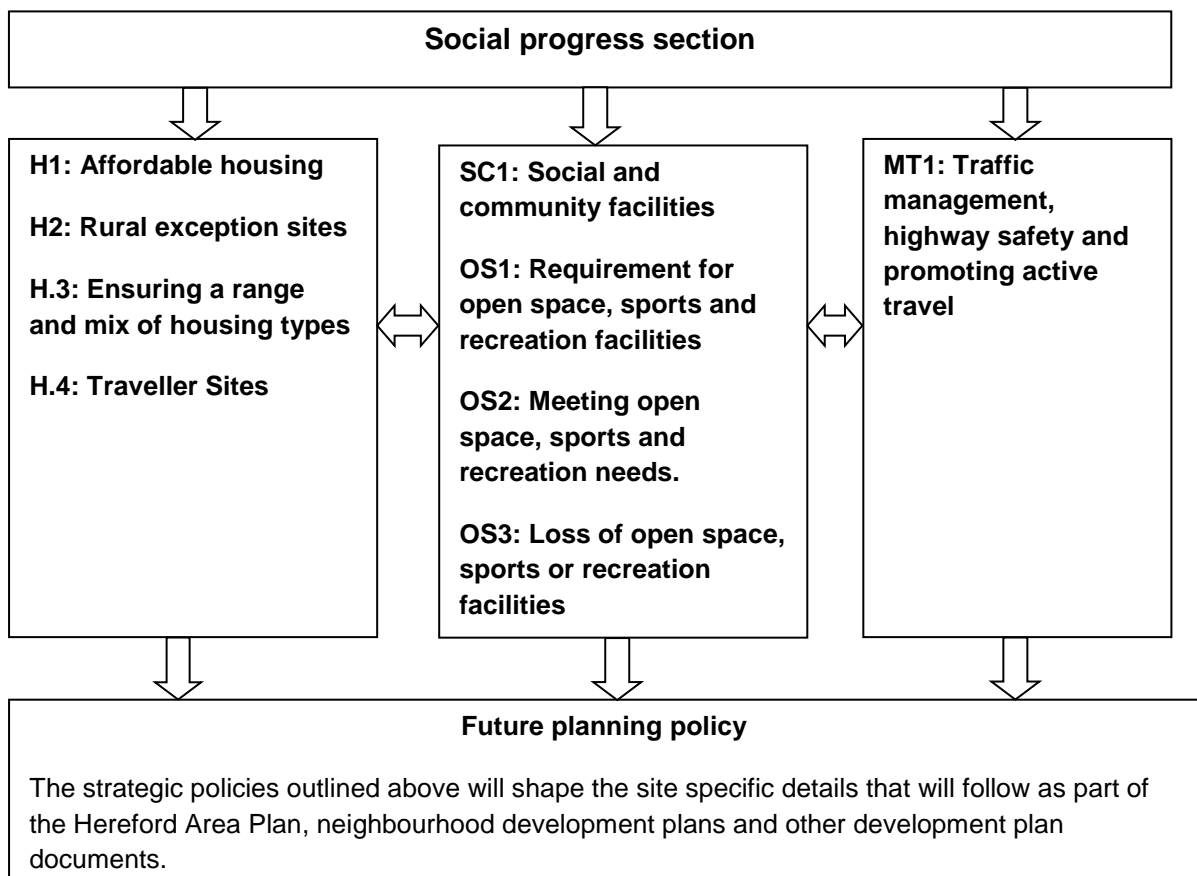 Social progress section
H1: Affordable housing
H2: Rural exception sites
H.3: Ensuring a range
and mix of housing types
H.4: Traveller Sites
SC1: Social and
community facilities
OS1: Requirement for
open space, sports and
recreation facilities
OS2: Meeting open
space, sports and
recreation needs.
OS3: Loss of open space,
sports or recreation
facilities
MT1: Traffic
management,
highway safety and
promoting active
travel
Future planning policy
The strategic policies outlined above will shape the site specific details that will follow as part of
the Hereford Area Plan, neighbourhood development plans and other development plan
documents.